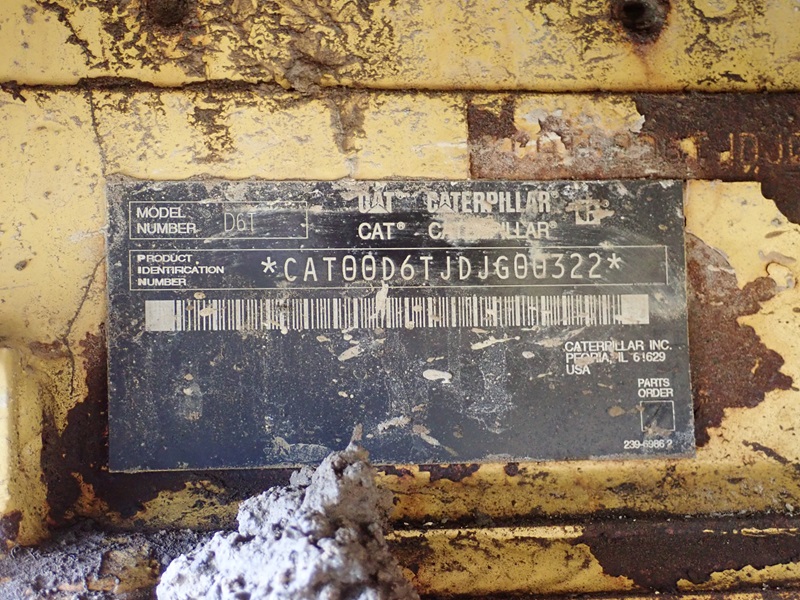 CAT CATERPILLAR
MODEL NUMBER D6T
CAT® CATERPILLAR®
PRODUCT IDENTIFICATION NUMBER *CAT00D6TJDJG00322*
CATERPILLAR INC.
PEORIA, IL 61629
USA
PARTS
ORDER
239-6986 2